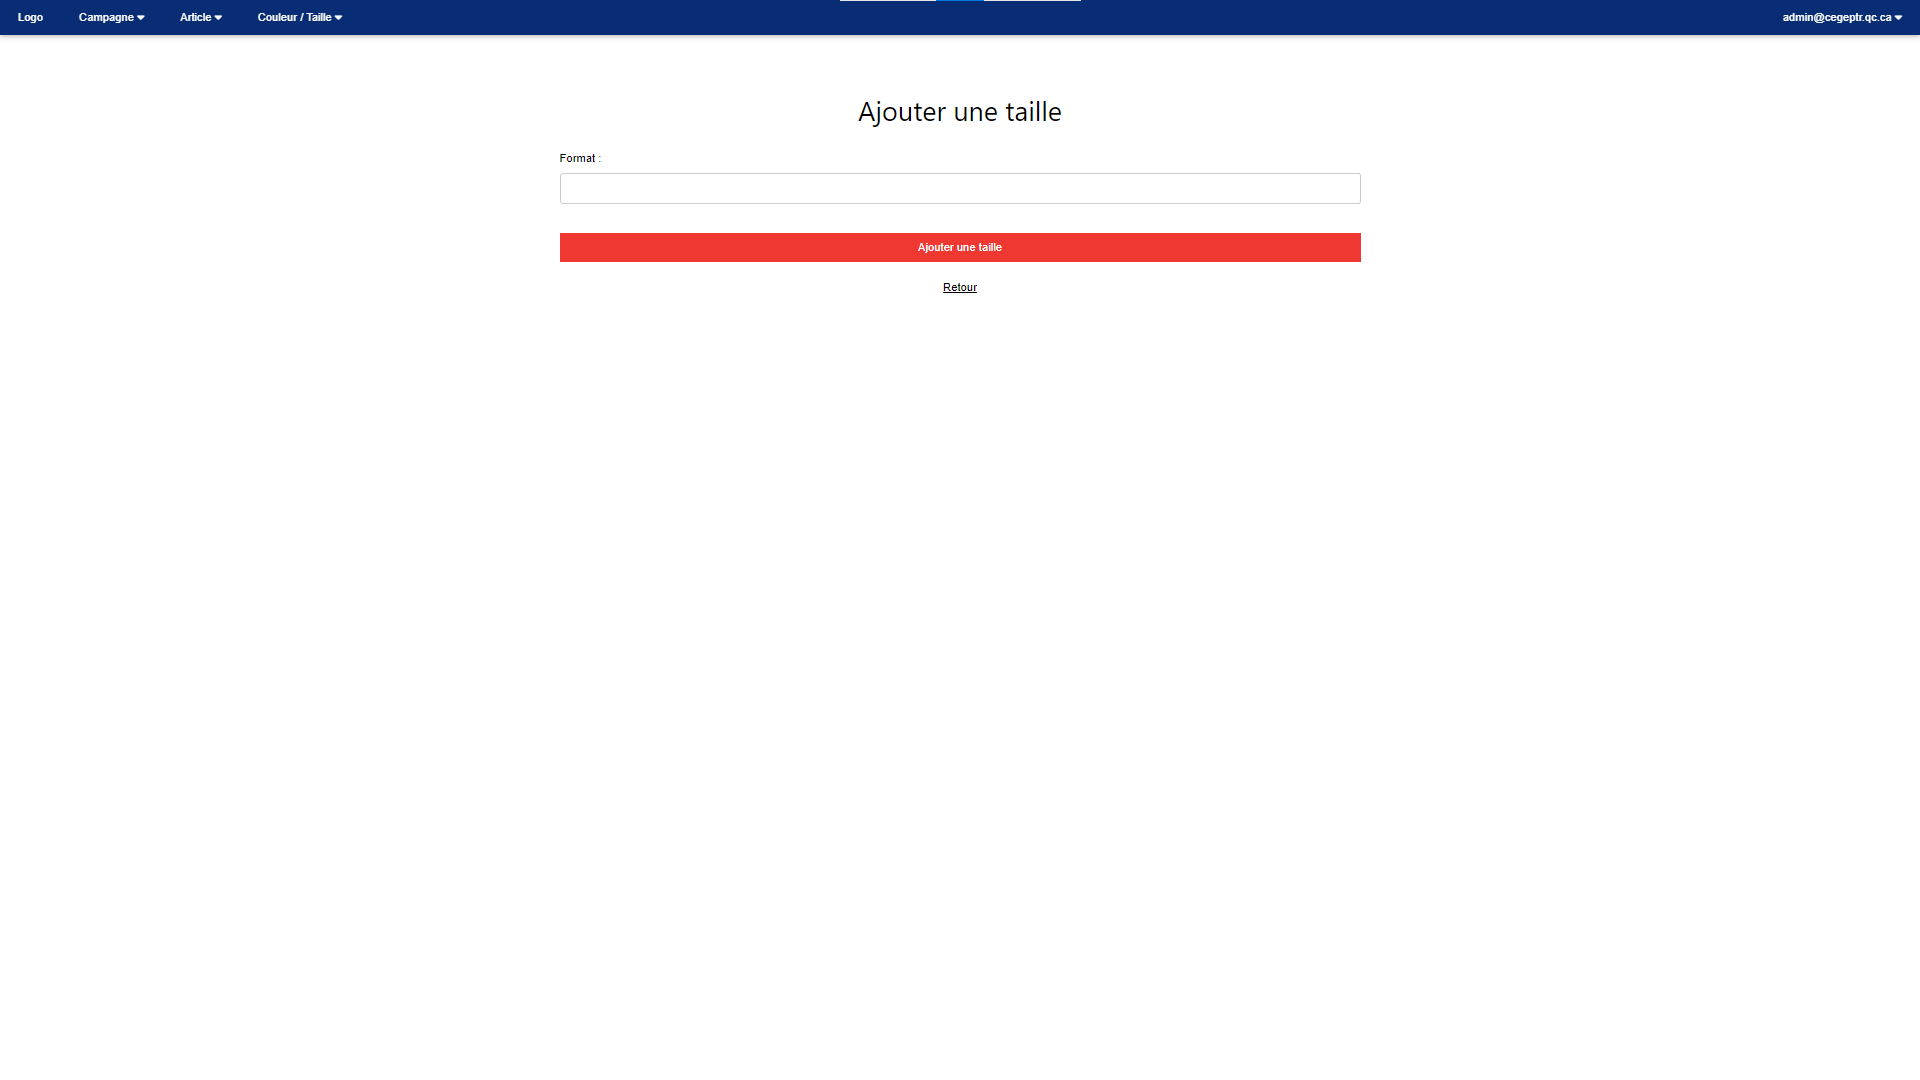 Logo
Campagne
Article
Couleur / Taille
admin@cegeptr.qc.ca
Ajouter une taille
Format :
Ajouter une taille
Retour